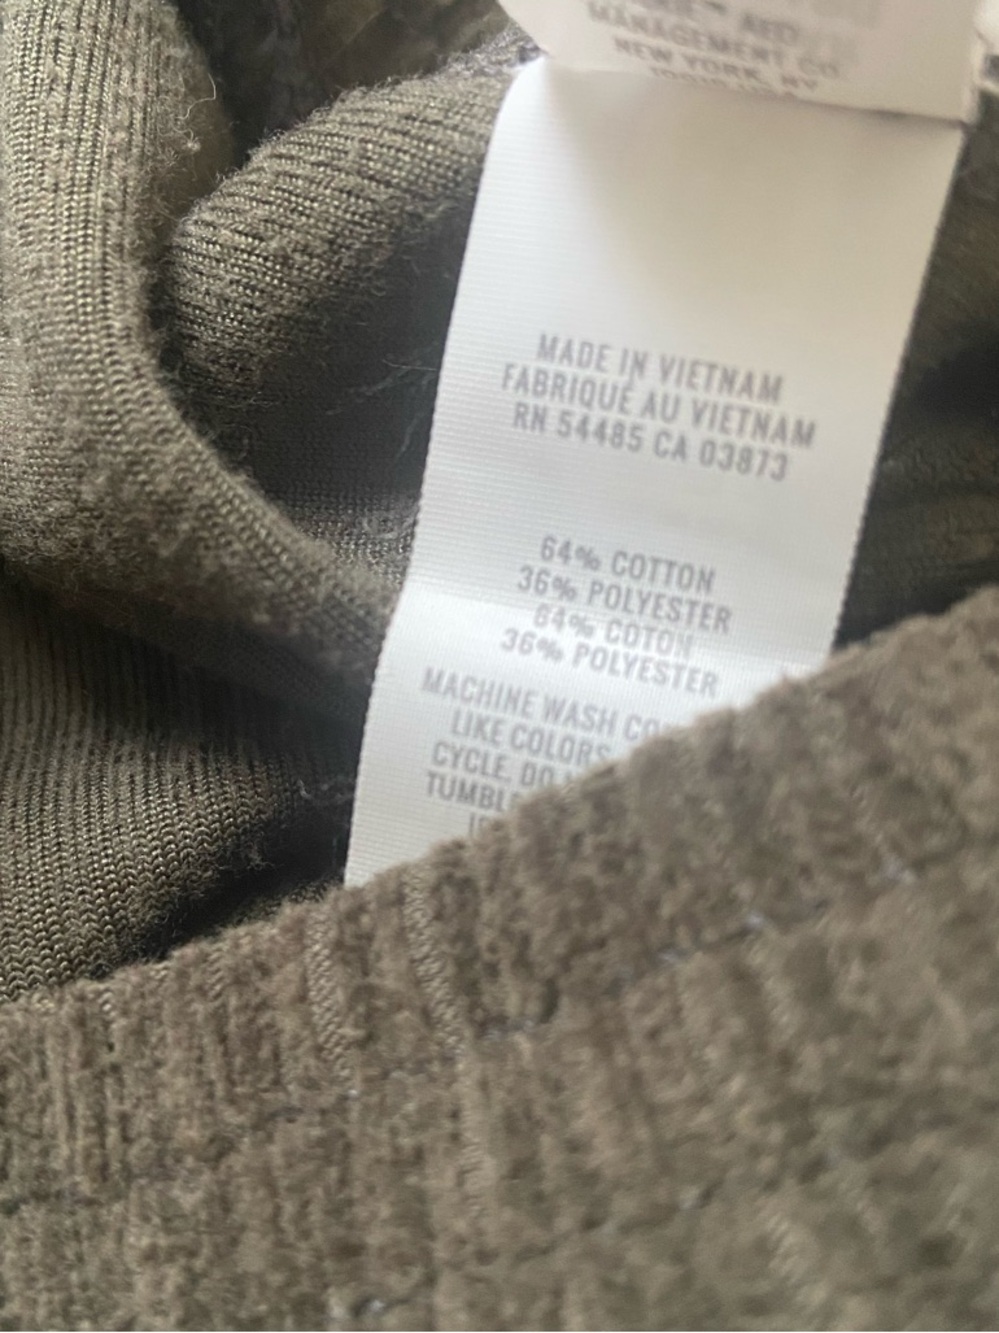 MANAGEMENT CO.
NEW YORK, NY
MADE IN VIETNAM
FABRIQUÉ AU VIETNAM
RN 54485 CA 03873
64% COTTON
36% POLYESTER
64% COTON
36% POLYESTER
MACHINE WASH
LIKE COLORS
CYCLE. DO